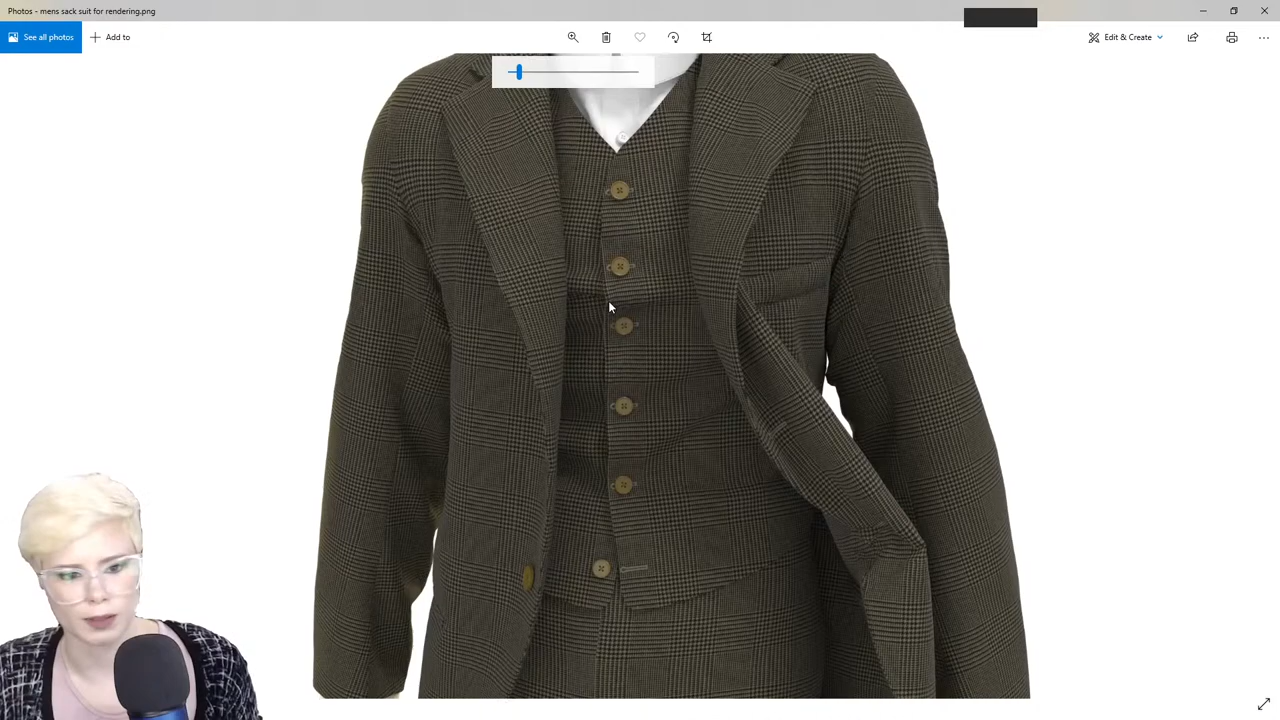 Photos - mens sack suit for rendering.png
See all photos
Add to
Edit & Create